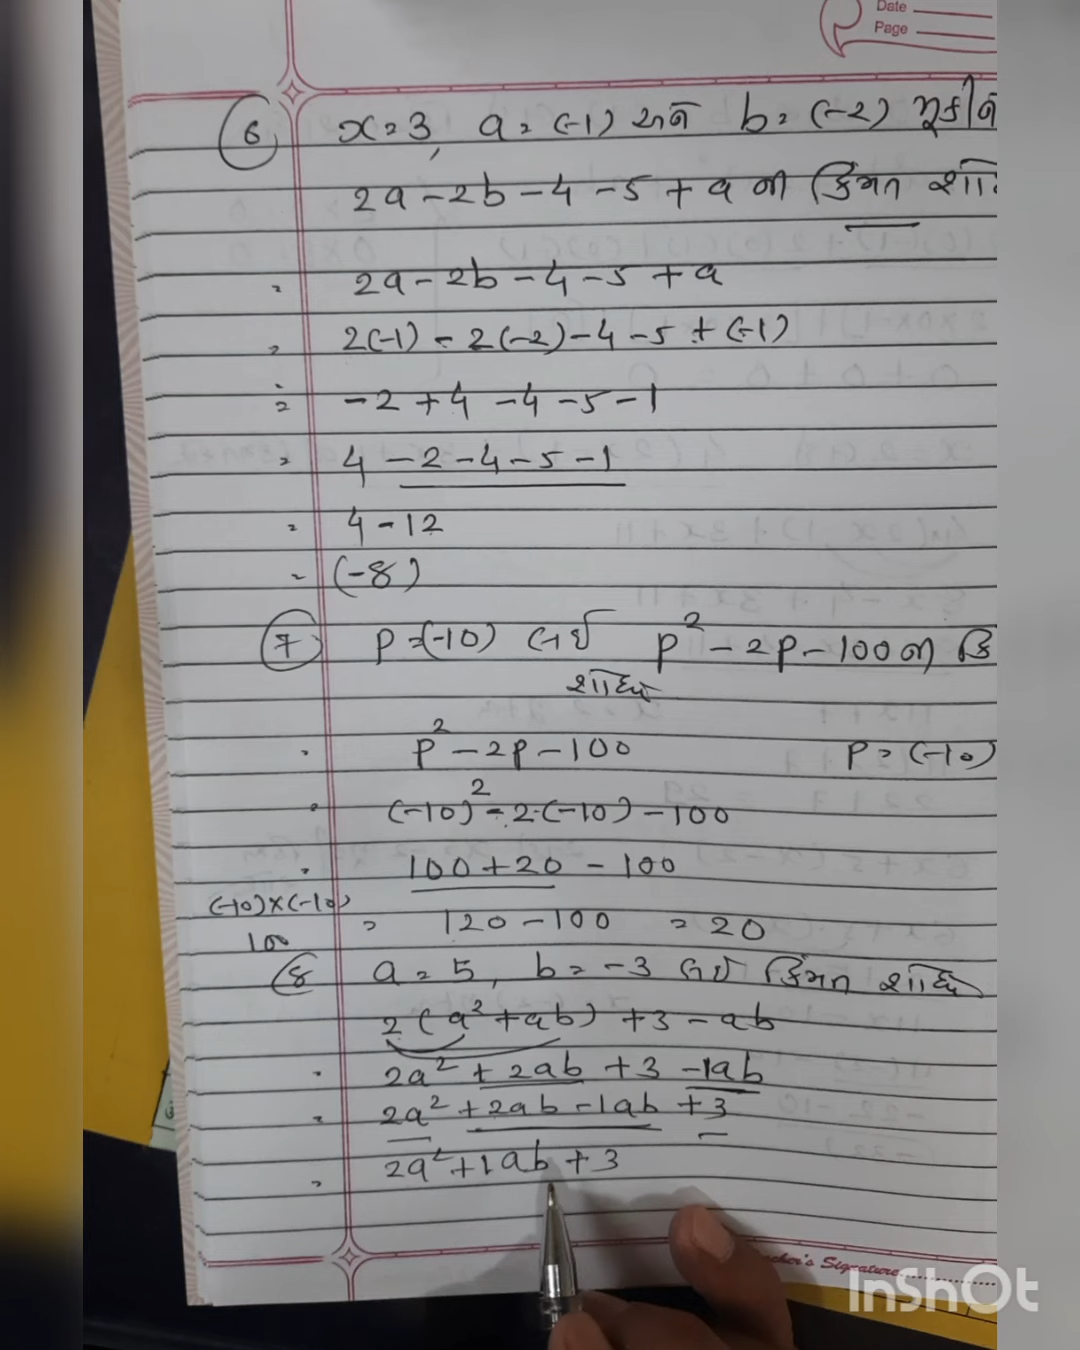 Date
Page
6 x = 3, a = (-1) અને b = (-2) મૂકીને
2a - 2b - 4 - 5 + a ની કિંમત
= 2a - 2b - 4 - 5 + a
= 2(-1) - 2(-2) - 4 - 5 + (-1)
= -2 + 4 - 4 - 5 - 1
= 4 - 2 - 4 - 5 - 1
= 4 - 12
= (-8)
7 P = (-10) તથા P² - 2P - 100 ની કિ
શોધો
P² - 2P - 100 P = (-10)
(-10)² - 2·(-10) - 100
100 + 20 - 100
(-10)×(-10)
100
= 120 - 100 = 20
8 a = 5, b = -3 કિંમત શોધો
2(a² + ab) + 3 - ab
2a² + 2ab + 3 - 1ab
= 2a² + 2ab - 1ab + 3
= 2a² + 1ab + 3
Teacher's Signature
InShOt